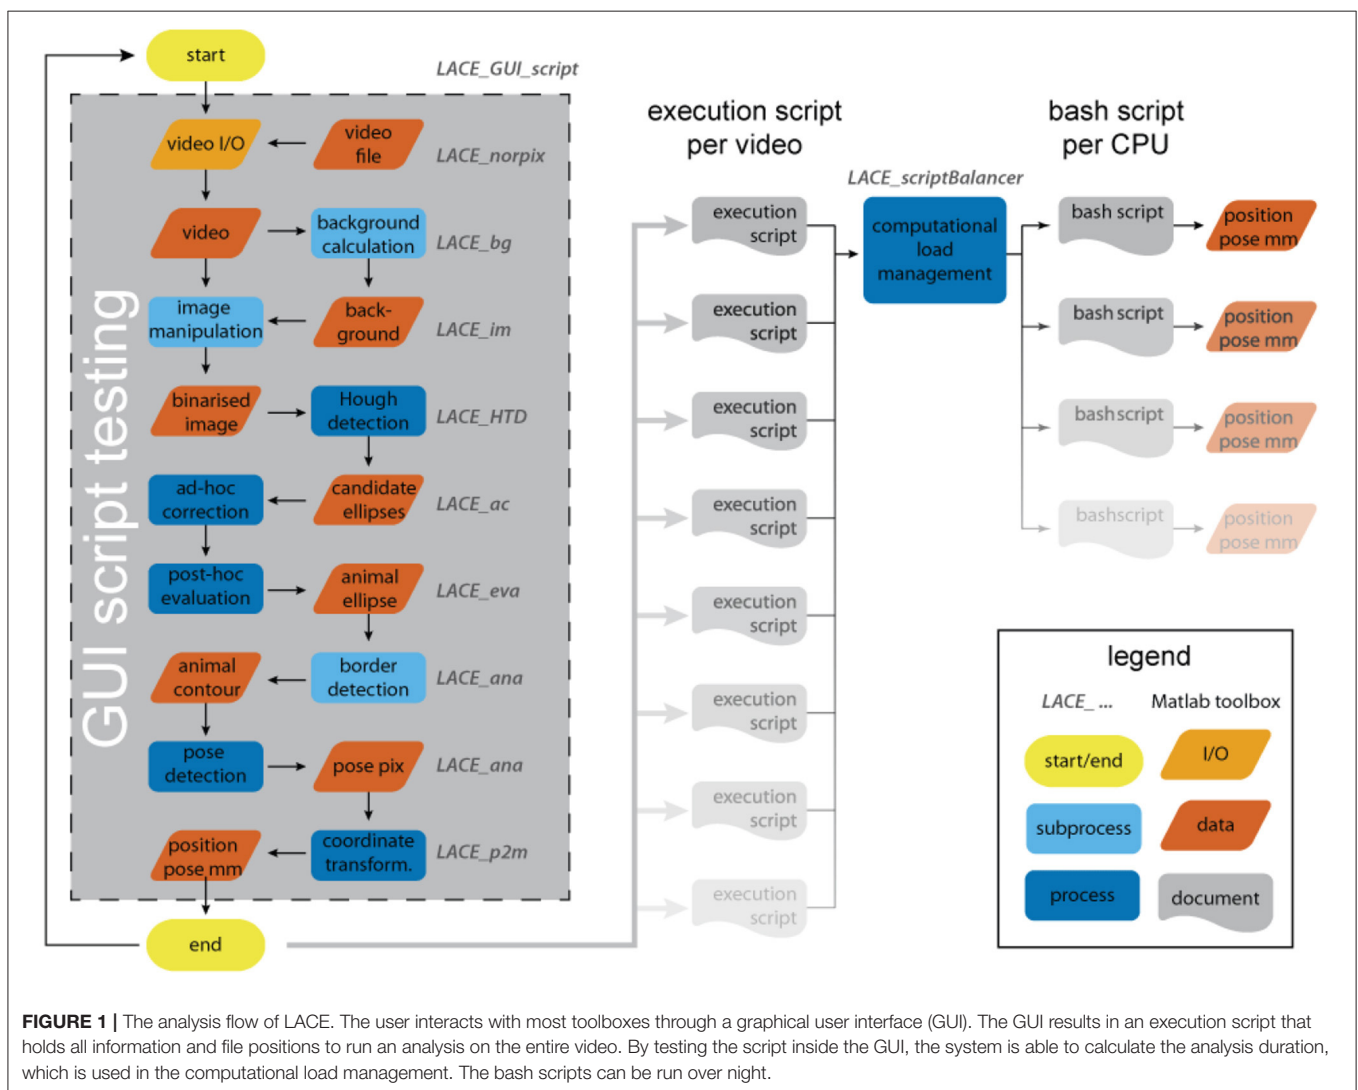 start
LACE_GUI_script
GUI script testing
video I/O
video
file
LACE_norpix
video
background
calculation
LACE_bg
image
manipulation
back-
ground
LACE_im
binarised
image
Hough
detection
LACE_HTD
ad-hoc
correction
candidate
ellipses
LACE_ac
post-hoc
evaluation
animal
ellipse
LACE_eva
animal
contour
border
detection
LACE_ana
pose
detection
pose pix
LACE_ana
position
pose mm
coordinate
transform.
LACE_p2m
end
execution script
per video
execution
script
execution
script
execution
script
execution
script
execution
script
execution
script
execution
script
execution
script
LACE_scriptBalancer
computational
load
management
bash script
per CPU
bash script
position
pose mm
bash script
position
pose mm
bash script
position
pose mm
bash script
position
pose mm
legend
LACE_ ...
Matlab toolbox
start/end
I/O
subprocess
data
process
document
FIGURE 1 | The analysis flow of LACE. The user interacts with most toolboxes through a graphical user interface (GUI). The GUI results in an execution script that
holds all information and file positions to run an analysis on the entire video. By testing the script inside the GUI, the system is able to calculate the analysis duration,
which is used in the computational load management. The bash scripts can be run over night.